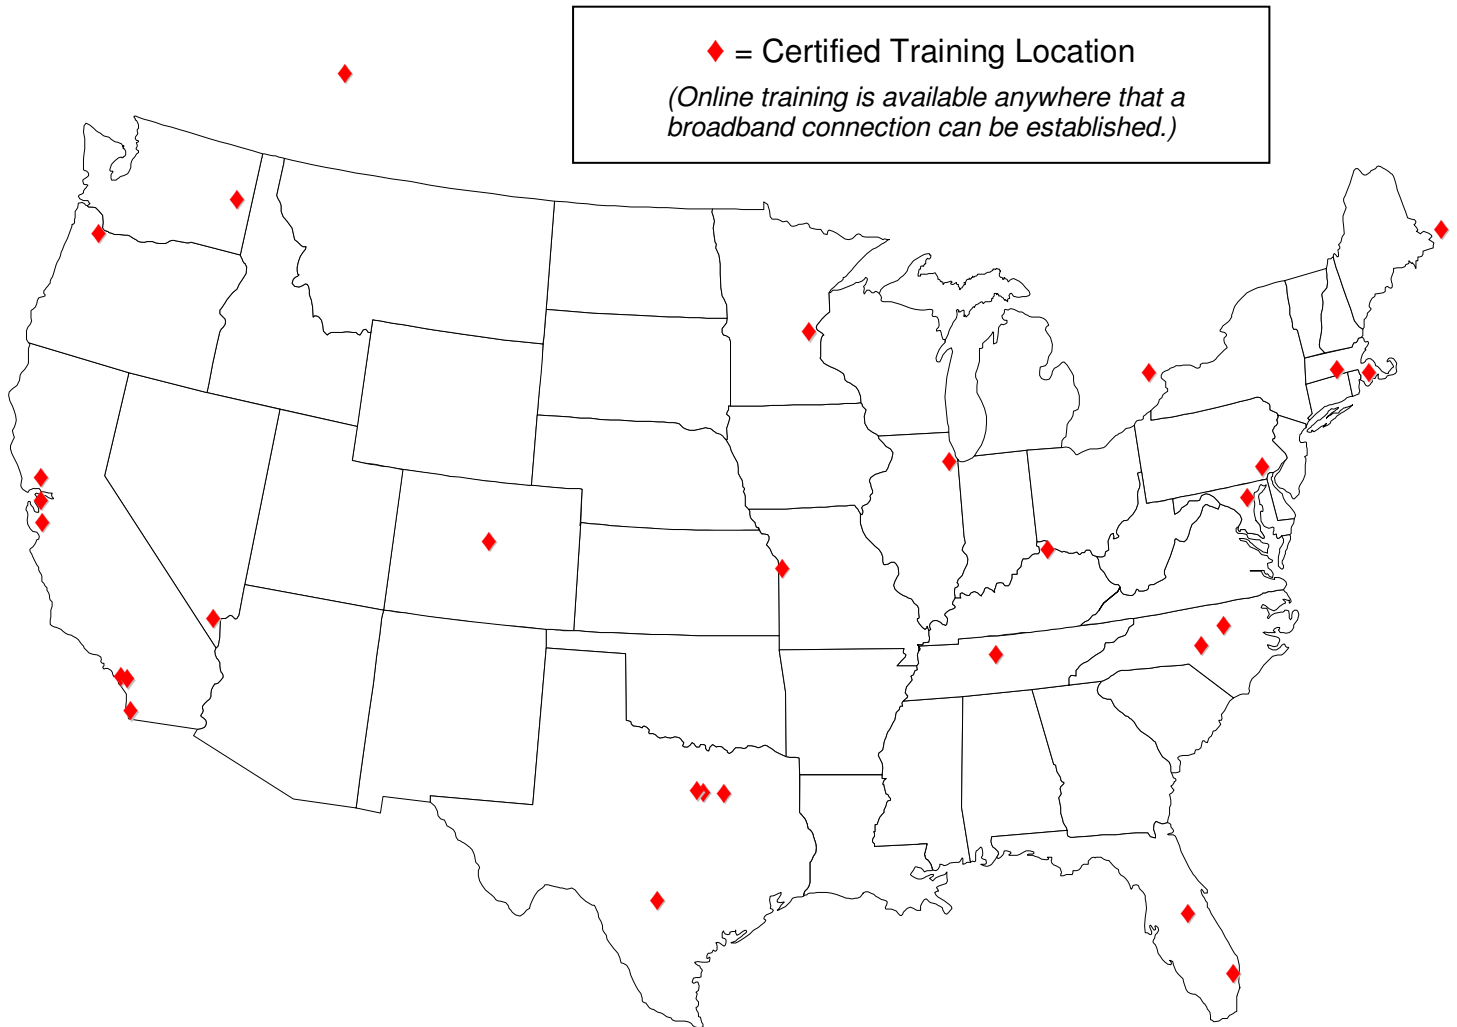 ♦ = Certified Training Location
(Online training is available anywhere that a
broadband connection can be established.)